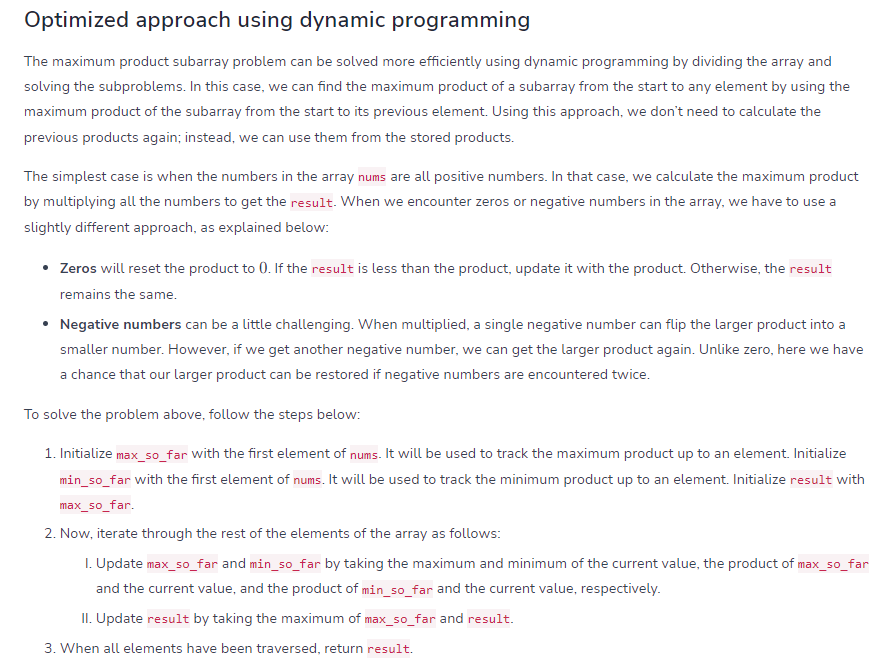 Optimized approach using dynamic programming
The maximum product subarray problem can be solved more efficiently using dynamic programming by dividing the array and
solving the subproblems. In this case, we can find the maximum product of a subarray from the start to any element by using the
maximum product of the subarray from the start to its previous element. Using this approach, we don’t need to calculate the
previous products again; instead, we can use them from the stored products.
The simplest case is when the numbers in the array nums are all positive numbers. In that case, we calculate the maximum product
by multiplying all the numbers to get the result. When we encounter zeros or negative numbers in the array, we have to use a
slightly different approach, as explained below:
• Zeros will reset the product to 0. If the result is less than the product, update it with the product. Otherwise, the result
remains the same.
• Negative numbers can be a little challenging. When multiplied, a single negative number can flip the larger product into a
smaller number. However, if we get another negative number, we can get the larger product again. Unlike zero, here we have
a chance that our larger product can be restored if negative numbers are encountered twice.
To solve the problem above, follow the steps below:
1. Initialize max_so_far with the first element of nums. It will be used to track the maximum product up to an element. Initialize
min_so_far with the first element of nums. It will be used to track the minimum product up to an element. Initialize result with
max_so_far.
2. Now, iterate through the rest of the elements of the array as follows:
I. Update max_so_far and min_so_far by taking the maximum and minimum of the current value, the product of max_so_far
and the current value, and the product of min_so_far and the current value, respectively.
II. Update result by taking the maximum of max_so_far and result.
3. When all elements have been traversed, return result.